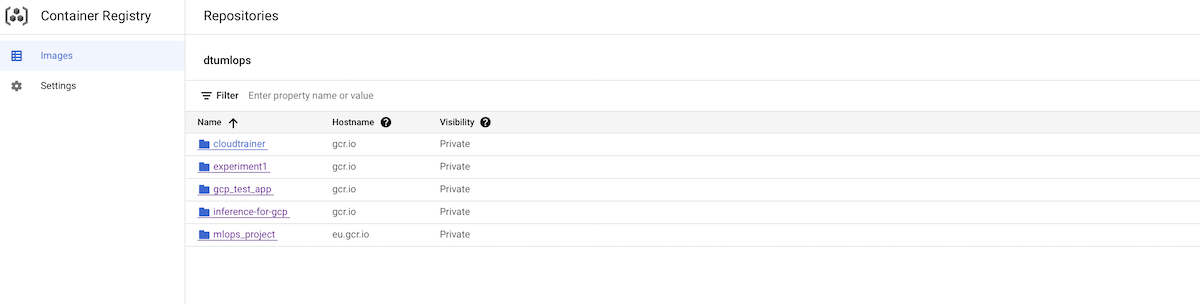 Container Registry
Repositories
Images
Settings
dtumlops
Filter Enter property name or value
Name Hostname ? Visibility ?
cloudtrainer gcr.io Private
experiment1 gcr.io Private
gcp_test_app gcr.io Private
inference-for-gcp gcr.io Private
mlops_project eu.gcr.io Private